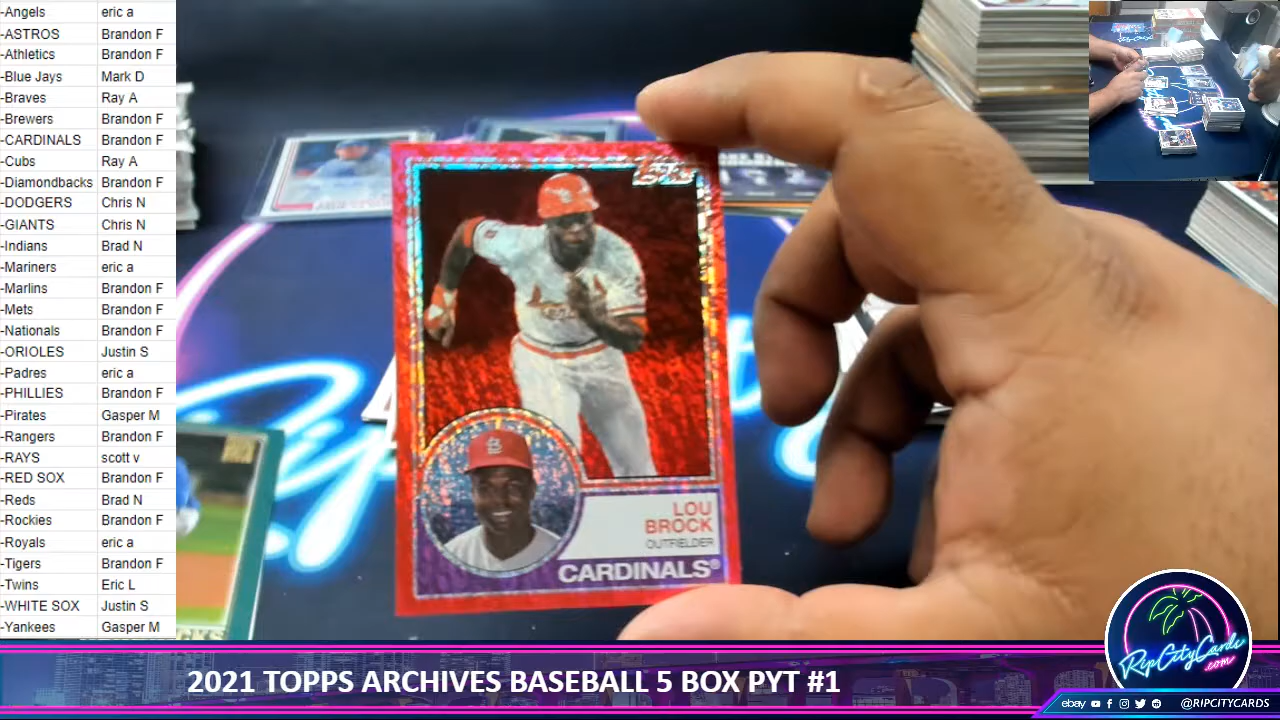 -Angels eric a
-ASTROS Brandon F
-Athletics Brandon F
-Blue Jays Mark D
-Braves Ray A
-Brewers Brandon F
-CARDINALS Brandon F
-Cubs Ray A
-Diamondbacks Brandon F
-DODGERS Chris N
-GIANTS Chris N
-Indians Brad N
-Mariners eric a
-Marlins Brandon F
-Mets Brandon F
-Nationals Brandon F
-ORIOLES Justin S
-Padres eric a
-PHILLIES Brandon F
-Pirates Gasper M
-Rangers Brandon F
-RAYS scott v
-RED SOX Brandon F
-Reds Brad N
-Rockies Brandon F
-Royals eric a
-Tigers Brandon F
-Twins Eric L
-WHITE SOX Justin S
-Yankees Gasper M
LOU
BROCK
OUTFIELDER
CARDINALS®
RipCityCards
.com
2021 TOPPS ARCHIVES BASEBALL 5 BOX PYT #1
ebay @RIPCITYCARDS